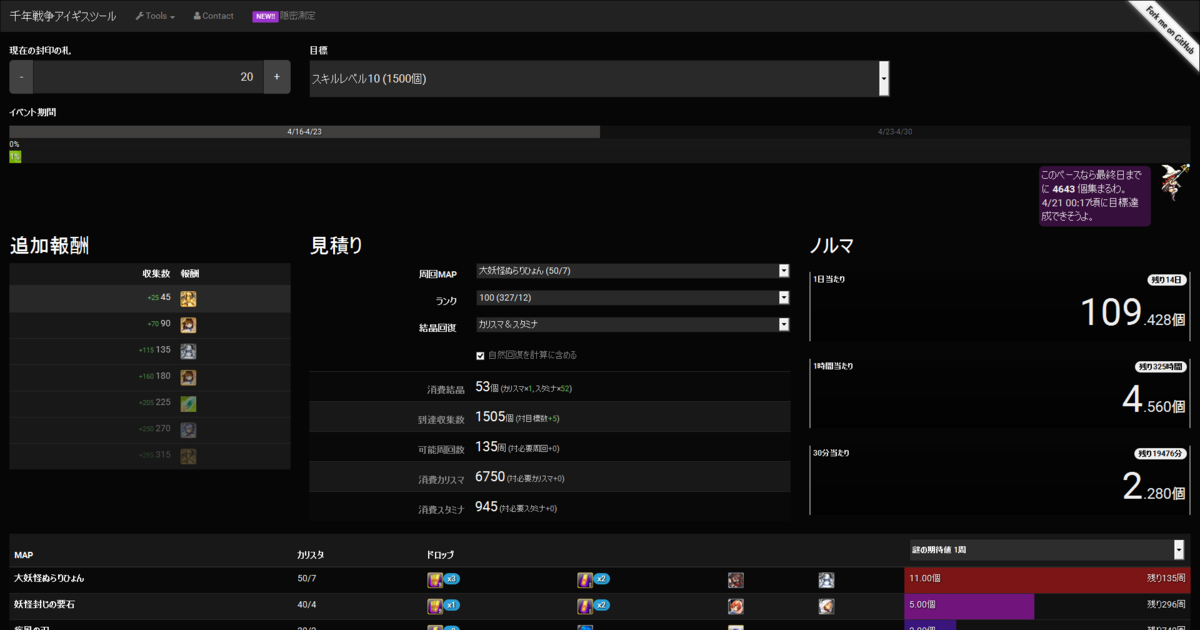 千年戦争アイギスツール Tools Contact NEW!! 隠密測定
Fork me on GitHub
現在の封印の札
- 20 +
目標
スキルレベル10 (1500個)
イベント期間
4/16-4/23 4/23-4/30
0%
1%
このペースなら最終日まで
に 4643 個集まるわ。
4/21 00:17頃に目標達
成できそうよ。
追加報酬
収集数 報酬
+25 45
+70 90
+115 135
+160 180
+205 225
+250 270
+295 315
見積り
周回MAP 大妖怪ぬらりひょん (50/7)
ランク 100 (327/12)
結晶回復 カリスマ&スタミナ
自然回復を計算に含める
消費結晶 53個 (カリスマ×1, スタミナ×52)
到達収集数 1505個 (対目標数+5)
可能周回数 135周 (対必要周回+0)
消費カリスマ 6750 (対必要カリスマ+0)
消費スタミナ 945 (対必要スタミナ+0)
ノルマ
1日当たり 残り14日
109.428個
1時間当たり 残り325時間
4.560個
30分当たり 残り19476分
2.280個
MAP カリスタ ドロップ 謎の期待値 1周
大妖怪ぬらりひょん 50/7 x3 x2 11.00個 残り135周
妖怪封じの要石 40/4 x1 x2 5.00個 残り296周